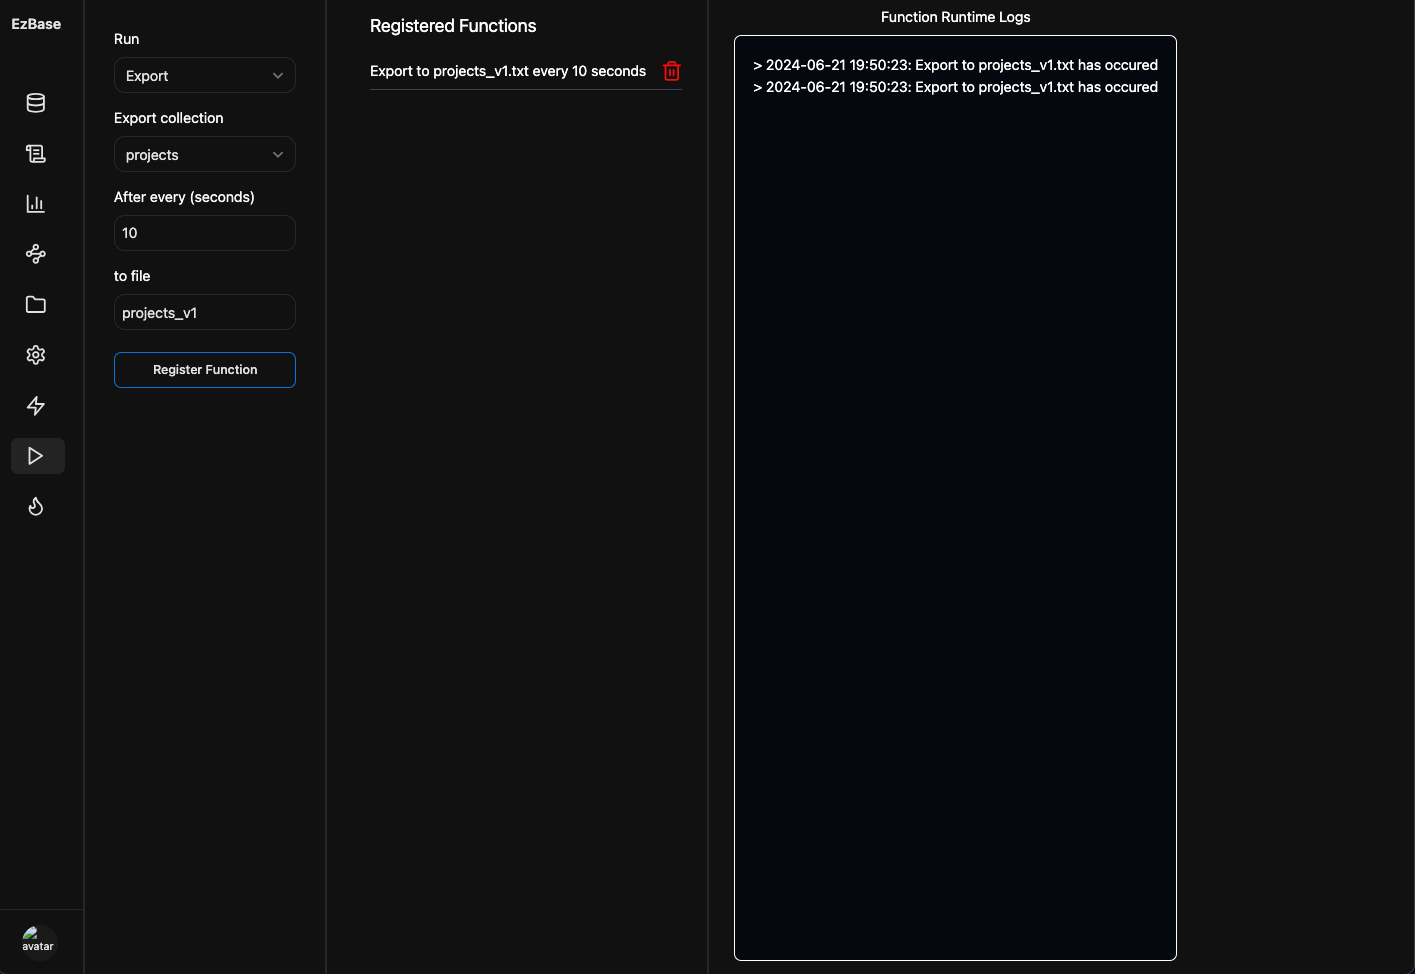 EzBase
Run
Export
Export collection
projects
After every (seconds)
10
to file
projects_v1
Register Function
Registered Functions
Export to projects_v1.txt every 10 seconds
Function Runtime Logs
> 2024-06-21 19:50:23: Export to projects_v1.txt has occured
> 2024-06-21 19:50:23: Export to projects_v1.txt has occured
avatar